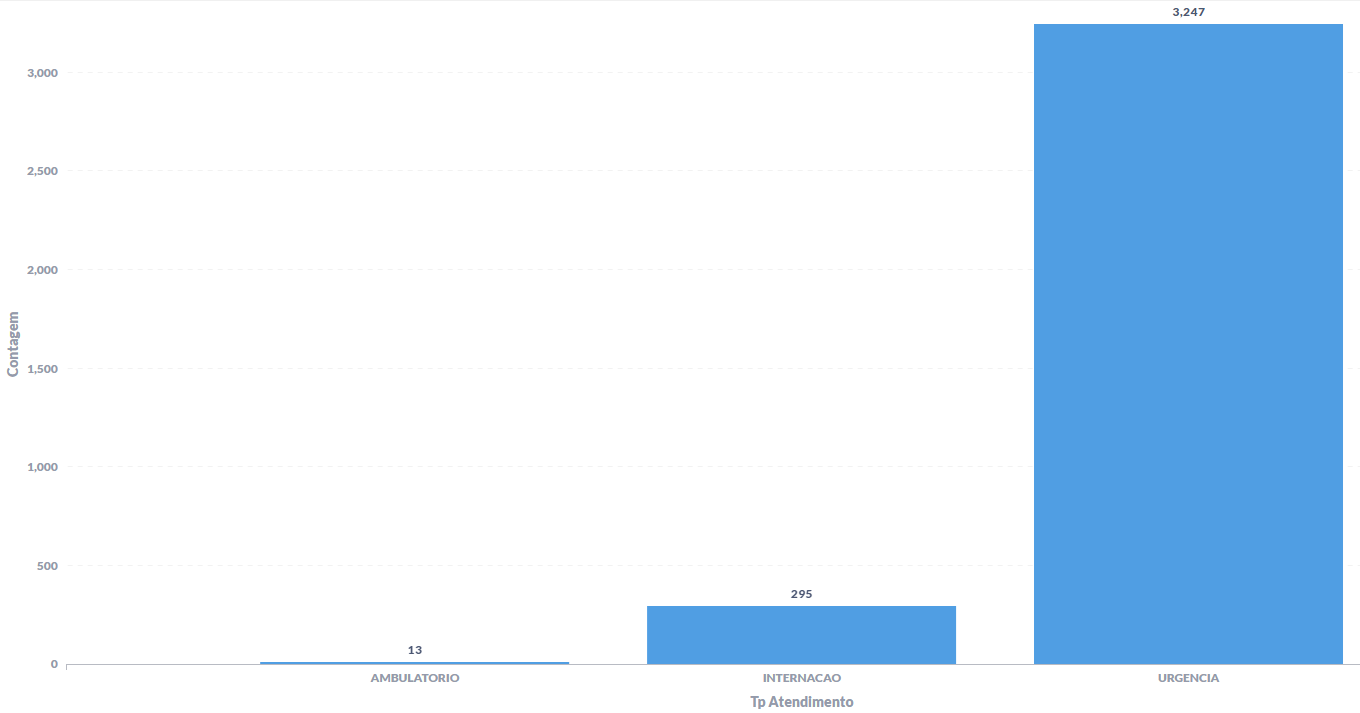 3,247
3,000
2,500
2,000
1,500
1,000
500
0
Contagem
295
13
AMBULATORIO
INTERNACAO
URGENCIA
Tp Atendimento